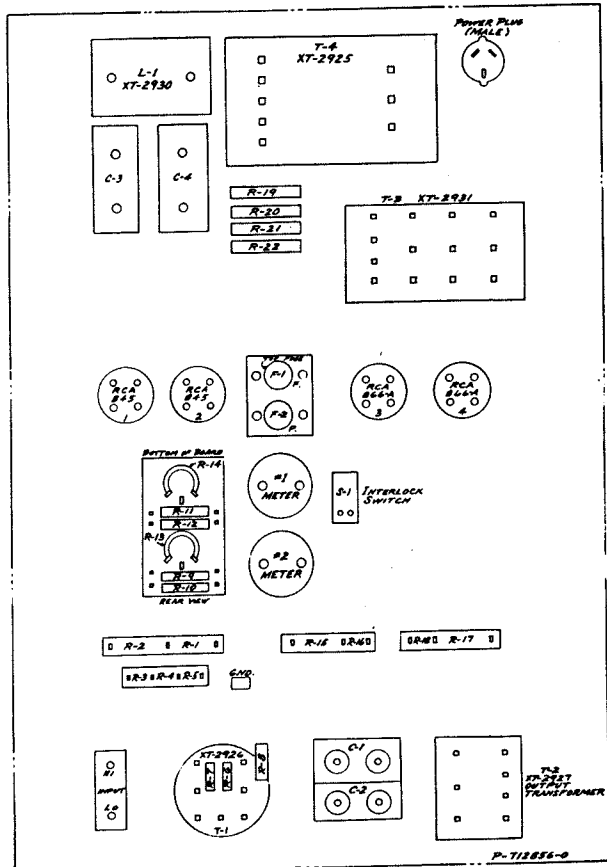 POWER PLUG
(MALE)
L-1
XT-2930
T-4
XT-2925
C-3
C-4
R-19
R-20
R-21
R-22
T-3 XT-2931
RCA
845
1
RCA
845
2
F-1
F.
F-2
P.
RCA
866-A
3
RCA
866-A
4
BOTTOM OF BOARD
R-14
R-11
R-12
R-13
R-9
R-10
REAR VIEW
#1
METER
#2
METER
S-1
INTERLOCK
SWITCH
R-2 R-1
R-15 R-16
R-18 R-17
R-3 R-4 R-5
GND.
HI
INPUT
LO
XT-2926
R-7
R-6
R-8
T-1
C-1
C-2
T-2
XT-2927
OUTPUT
TRANSFORMER
P-712856-0